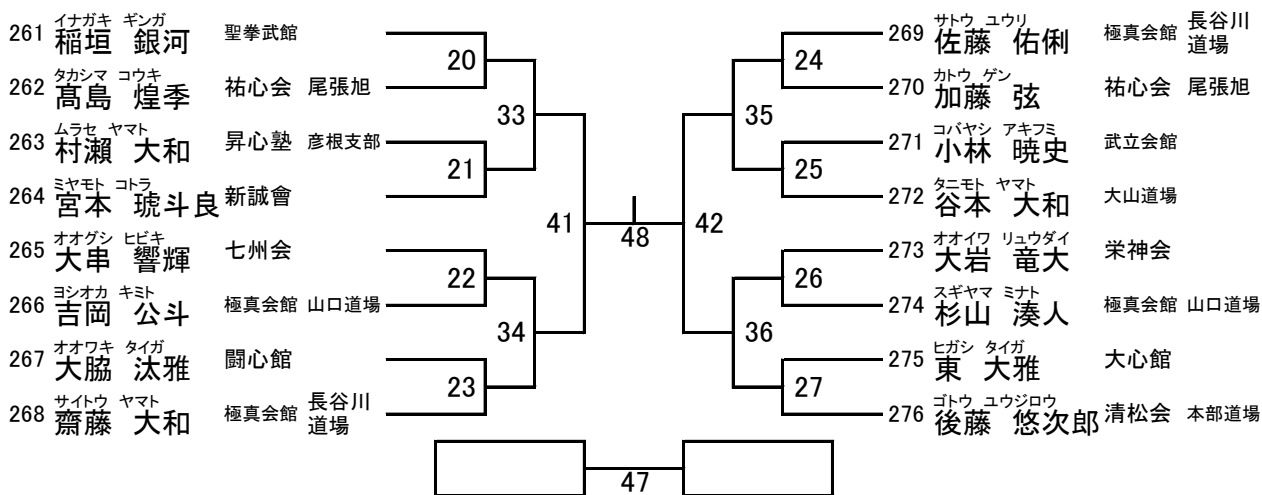 イナガキ ギンガ
261 稲垣 銀河 聖拳武館
タカシマ コウキ
262 髙島 煌季 祐心会 尾張旭
ムラセ ヤマト
263 村瀨 大和 昇心塾 彦根支部
ミヤモト コトラ
264 宮本 琥斗良 新誠會
オオグシ ヒビキ
265 大串 響輝 七州会
ヨシオカ キミト
266 吉岡 公斗 極真会館 山口道場
オオワキ タイガ
267 大脇 汰雅 闘心館
サイトウ ヤマト
268 齋藤 大和 極真会館 長谷川
道場
20
21
22
23
33
34
41
48
42
35
36
24
25
26
27
サトウ ユウリ
269 佐藤 佑俐 極真会館 長谷川
道場
カトウ ゲン
270 加藤 弦 祐心会 尾張旭
コバヤシ アキフミ
271 小林 暁史 武立会館
タニモト ヤマト
272 谷本 大和 大山道場
オオイワ リュウダイ
273 大岩 竜大 栄神会
スギヤマ ミナト
274 杉山 湊人 極真会館 山口道場
ヒガシ タイガ
275 東 大雅 大心館
ゴトウ ユウジロウ
276 後藤 悠次郎 清松会 本部道場
47